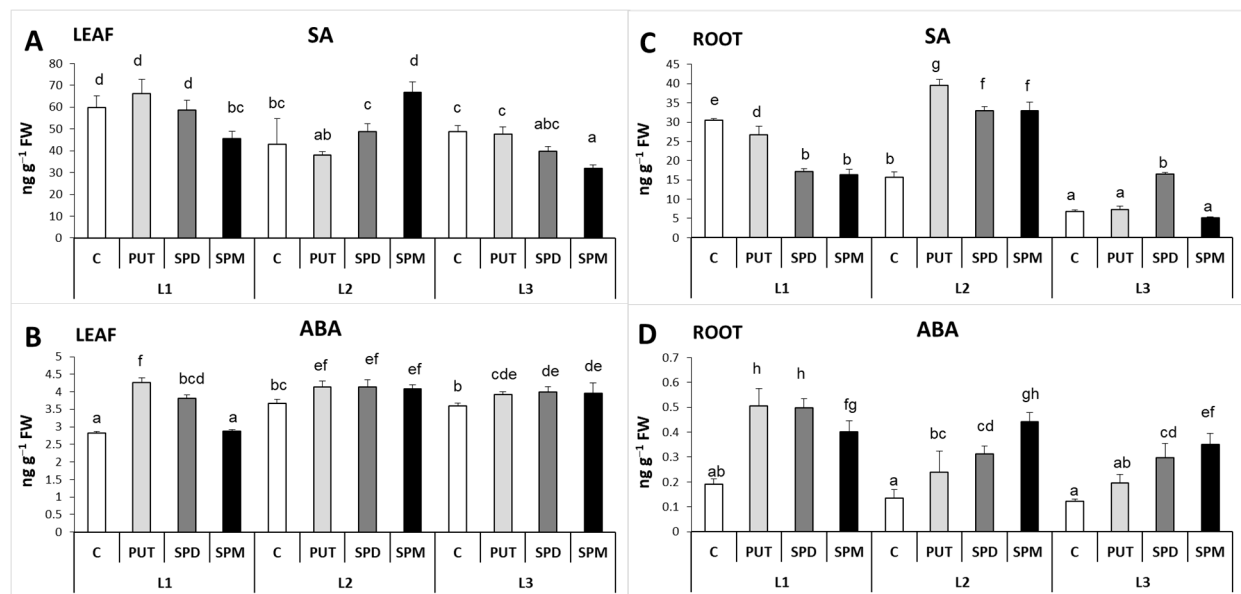 A LEAF SA
ng g⁻¹ FW
80
70
60
50
40
30
20
10
0
d d d bc bc ab c d c c abc a
C PUT SPD SPM C PUT SPD SPM C PUT SPD SPM
L1 L2 L3
B LEAF ABA
ng g⁻¹ FW
5
4.5
4
3.5
3
2.5
2
1.5
1
0.5
0
a f bcd a bc ef ef ef b cde de de
C PUT SPD SPM C PUT SPD SPM C PUT SPD SPM
L1 L2 L3
C ROOT SA
ng g⁻¹ FW
45
40
35
30
25
20
15
10
5
0
e d b b b g f f a a b a
C PUT SPD SPM C PUT SPD SPM C PUT SPD SPM
L1 L2 L3
D ROOT ABA
ng g⁻¹ FW
0.7
0.6
0.5
0.4
0.3
0.2
0.1
0
ab h h fg a bc cd gh a ab cd ef
C PUT SPD SPM C PUT SPD SPM C PUT SPD SPM
L1 L2 L3